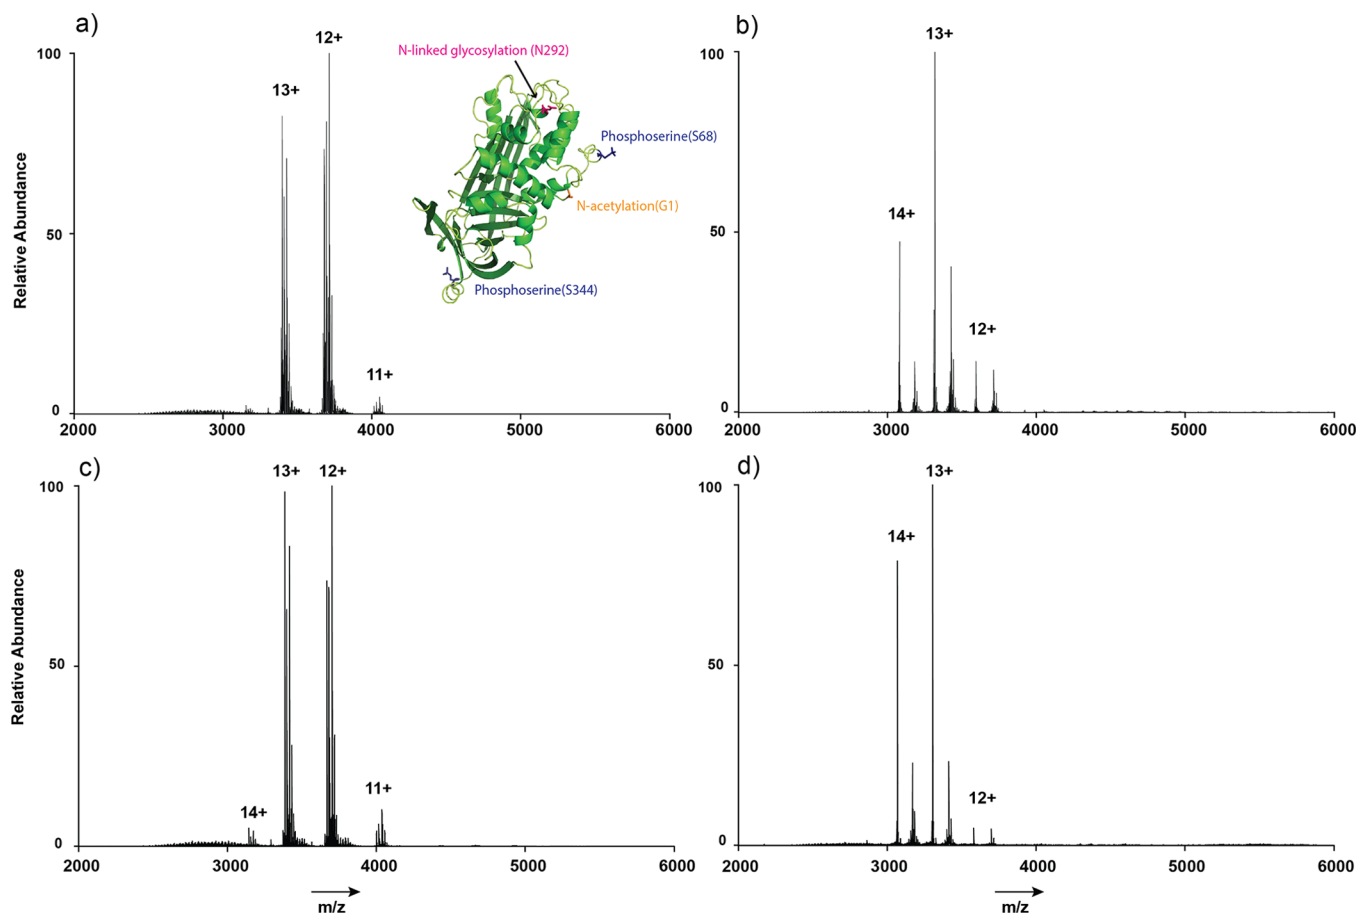 a)
12+
13+
11+
N-linked glycosylation (N292)
Phosphoserine(S68)
N-acetylation(G1)
Phosphoserine(S344)
Relative Abundance
100
50
0
2000 3000 4000 5000 6000
b)
13+
14+
12+
100
50
0
2000 3000 4000 5000 6000
c)
13+ 12+
14+
11+
Relative Abundance
100
50
0
2000 3000 4000 5000 6000
m/z
d)
13+
14+
12+
100
50
0
2000 3000 4000 5000 6000
m/z